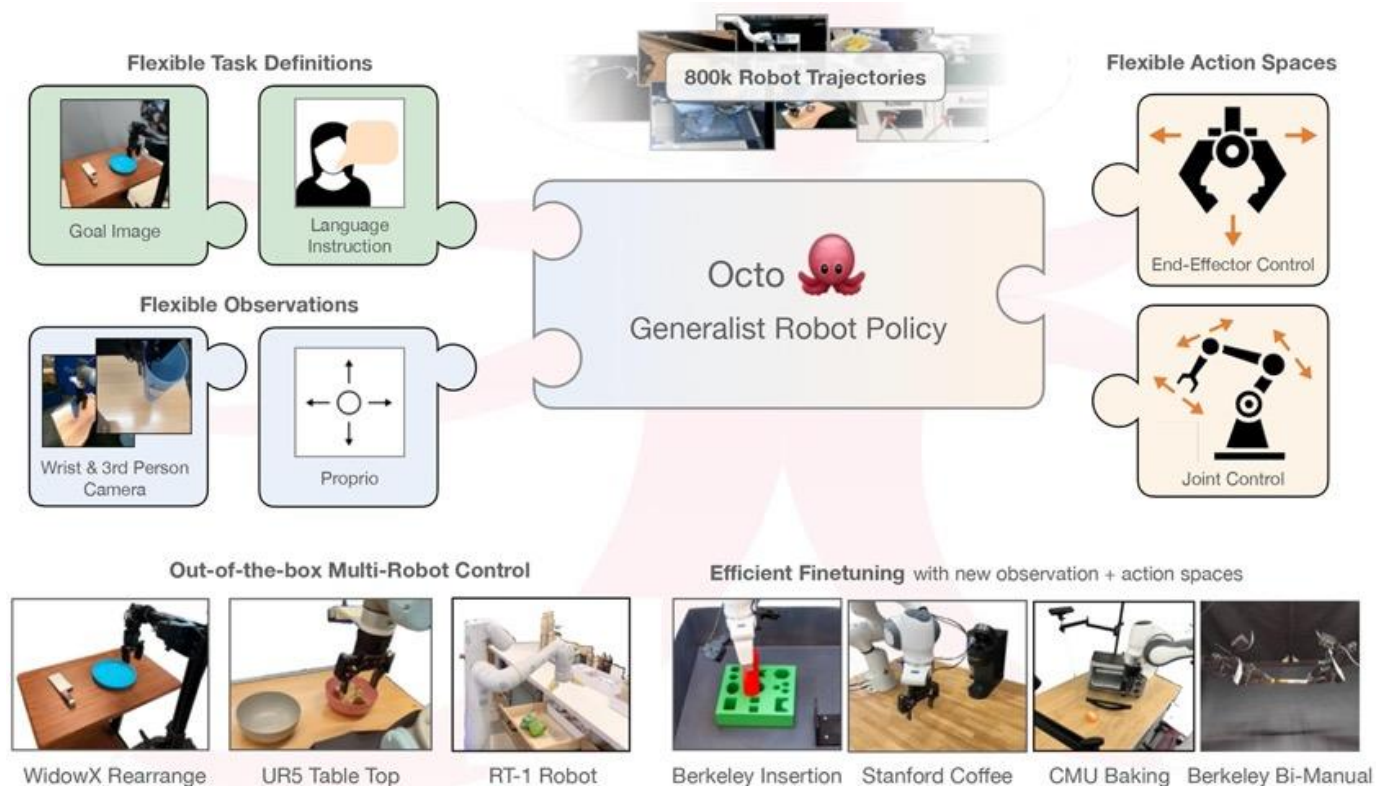 Flexible Task Definitions
Goal Image
Language
Instruction
Flexible Observations
Wrist & 3rd Person
Camera
Proprio
800k Robot Trajectories
Octo
Generalist Robot Policy
Flexible Action Spaces
End-Effector Control
Joint Control
Out-of-the-box Multi-Robot Control
WidowX Rearrange
UR5 Table Top
RT-1 Robot
Efficient Finetuning with new observation + action spaces
Berkeley Insertion
Stanford Coffee
CMU Baking
Berkeley Bi-Manual